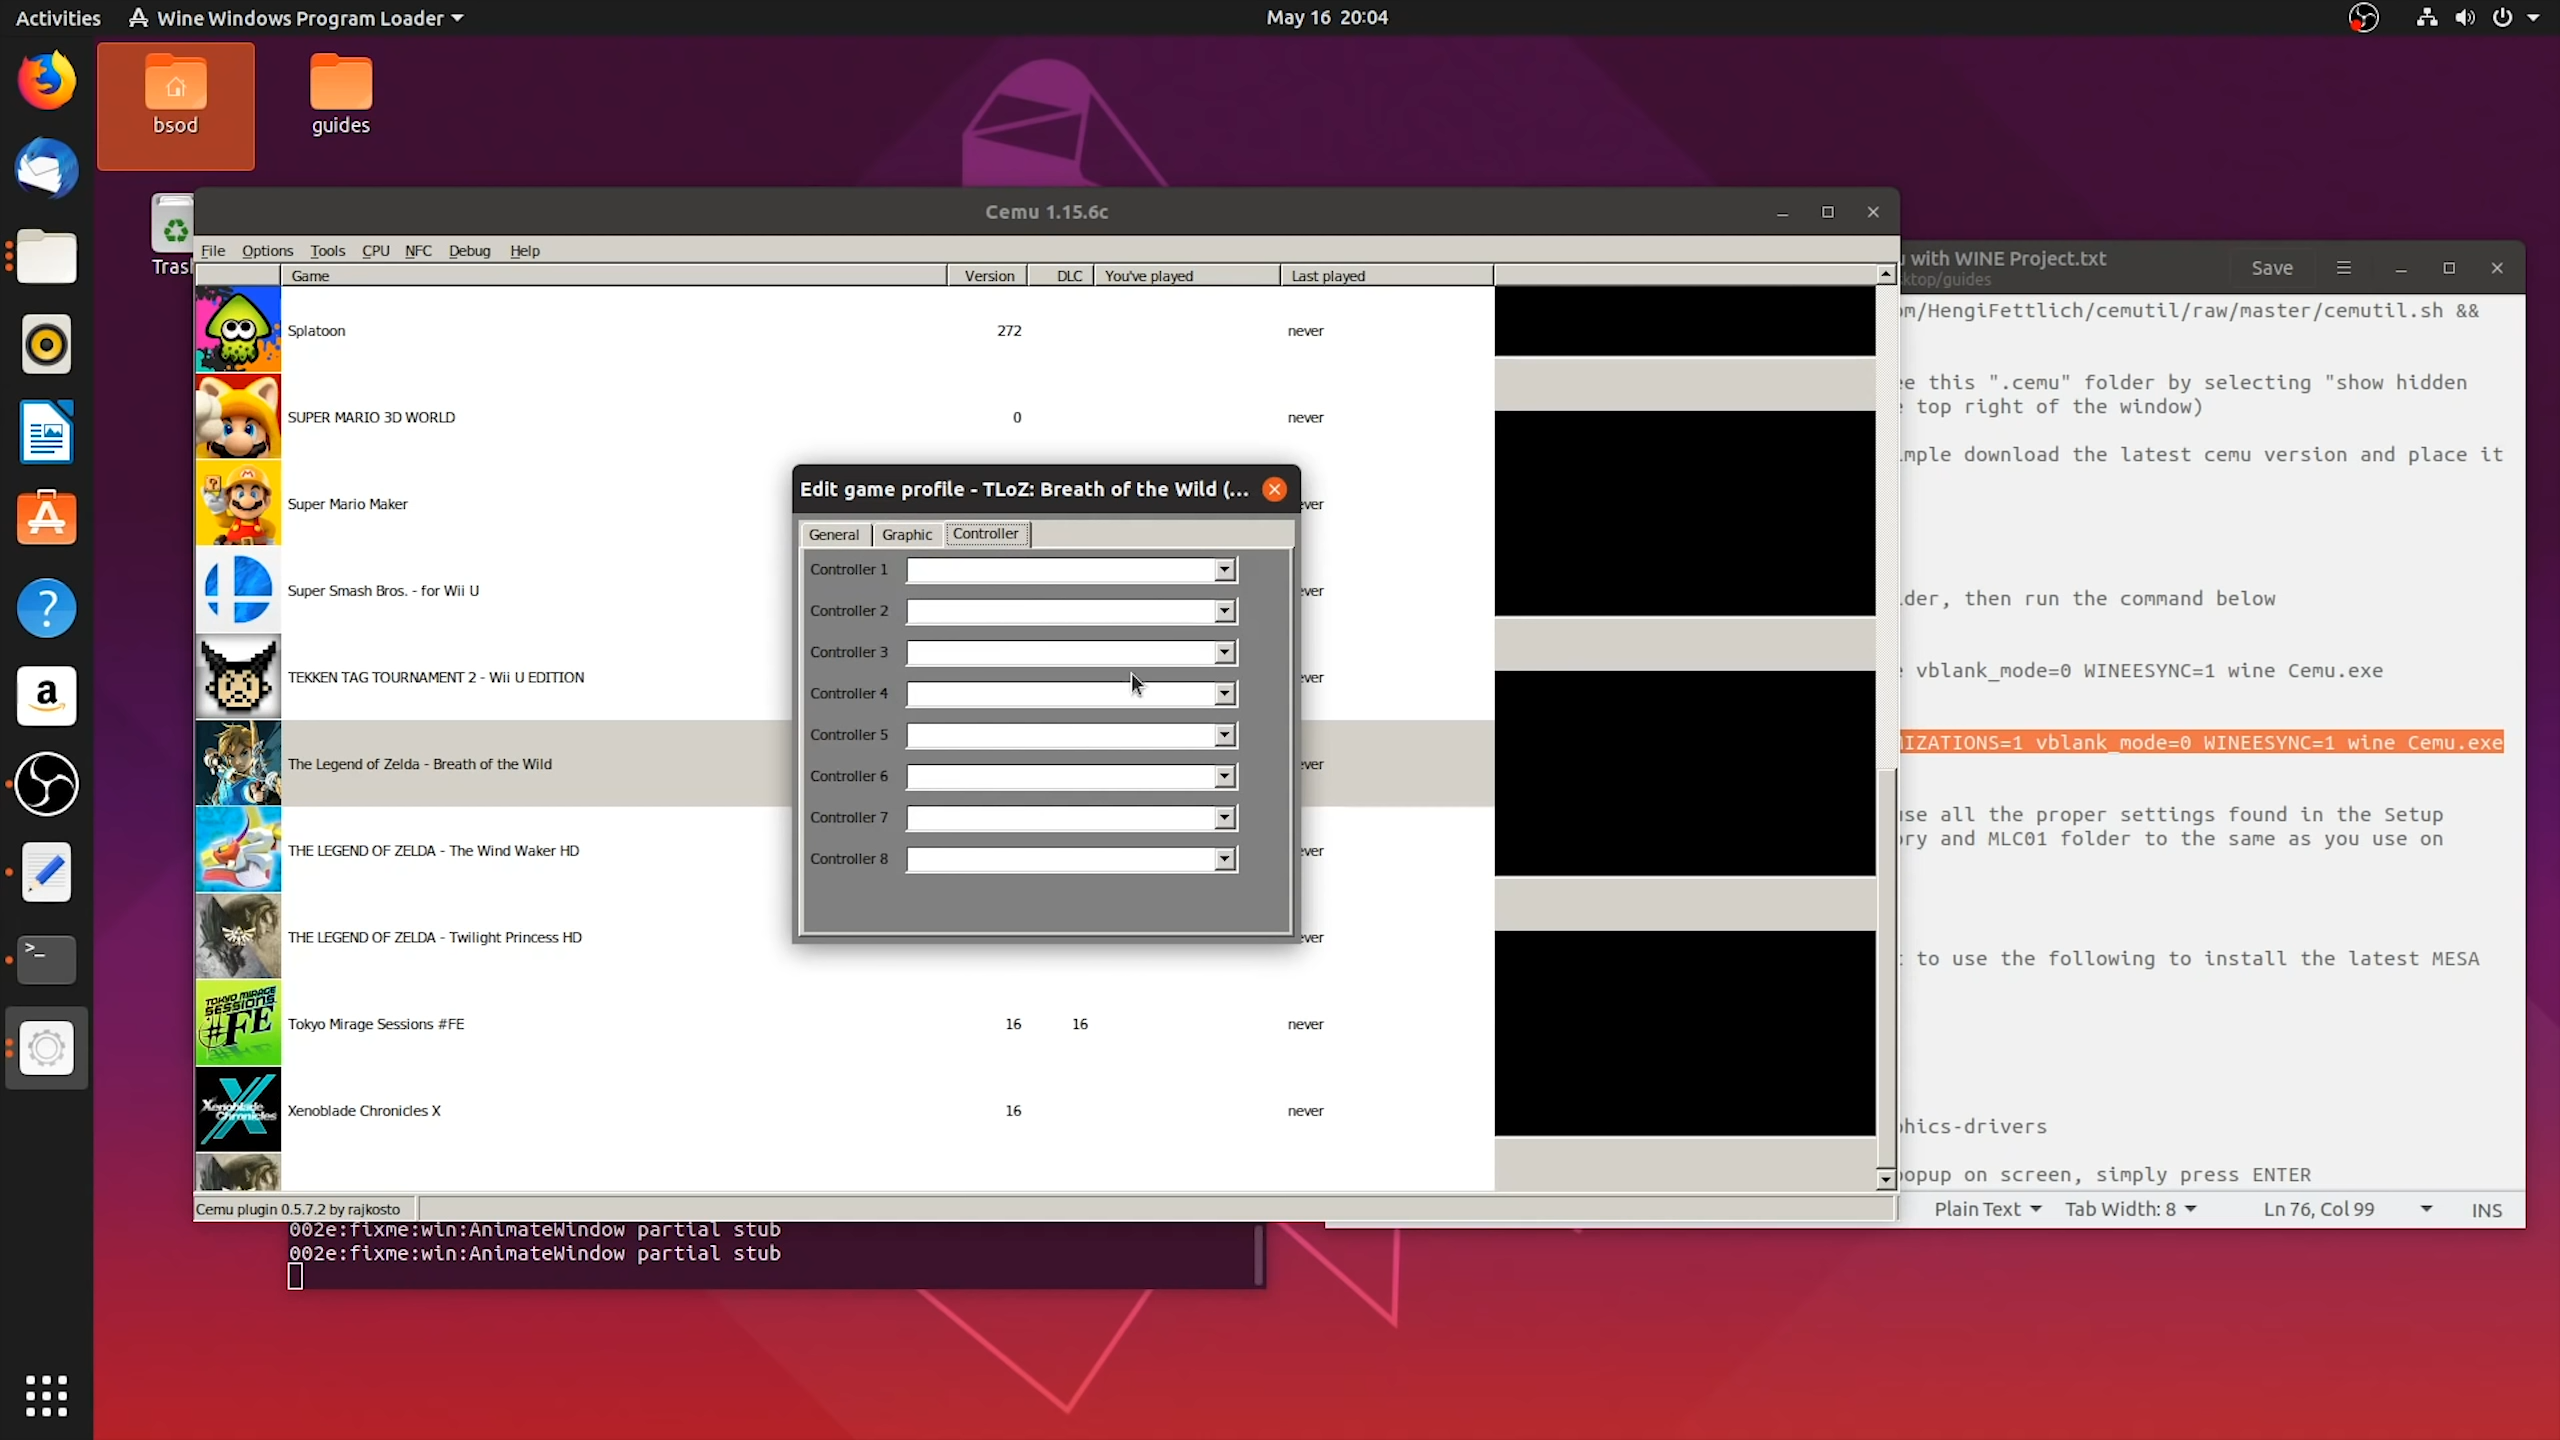 Activities
Wine Windows Program Loader
May 16 20:04
bsod
guides
Cemu 1.15.6c
File Options Tools CPU NFC Debug Help
Game Version DLC You've played Last played
Splatoon 272 never
SUPER MARIO 3D WORLD 0 never
Super Mario Maker
Super Smash Bros. - for Wii U
TEKKEN TAG TOURNAMENT 2 - Wii U EDITION
The Legend of Zelda - Breath of the Wild
THE LEGEND OF ZELDA - The Wind Waker HD
THE LEGEND OF ZELDA - Twilight Princess HD
Tokyo Mirage Sessions #FE 16 16 never
Xenoblade Chronicles X 16 never
TOKYO MIRAGE
SESSIONS
#FE
Xenoblade
Chronicles
Cemu plugin 0.5.7.2 by rajkosto
Edit game profile - TLoZ: Breath of the Wild (...
General Graphic Controller
Controller 1
Controller 2
Controller 3
Controller 4
Controller 5
Controller 6
Controller 7
Controller 8
with WINE Project.txt
ktop/guides
Save
m/HengiFettlich/cemutil/raw/master/cemutil.sh &&
e this ".cemu" folder by selecting "show hidden
top right of the window)
mple download the latest cemu version and place it
der, then run the command below
vblank_mode=0 WINEESYNC=1 wine Cemu.exe
IZATIONS=1 vblank_mode=0 WINEESYNC=1 wine Cemu.exe
se all the proper settings found in the Setup
ry and MLC01 folder to the same as you use on
to use the following to install the latest MESA
hics-drivers
popup on screen, simply press ENTER
Plain Text Tab Width: 8 Ln 76, Col 99 INS
002e:fixme:win:AnimateWindow partial stub
002e:fixme:win:AnimateWindow partial stub